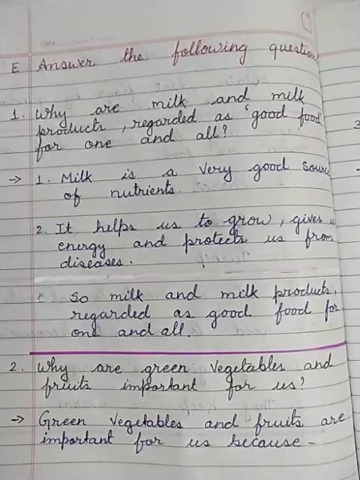 E Answer the following question
1. Why are milk and milk
products, regarded as 'good food'
for one and all?
→ 1. Milk is a very good sour
of nutrients.
2. It helps us to grow, gives u
energy and protects us from
diseases.
So milk and milk products,
regarded as good food for
one and all.
2. Why are green vegetables and
fruits important for us?
→ Green vegetables and fruits are
important for us because –